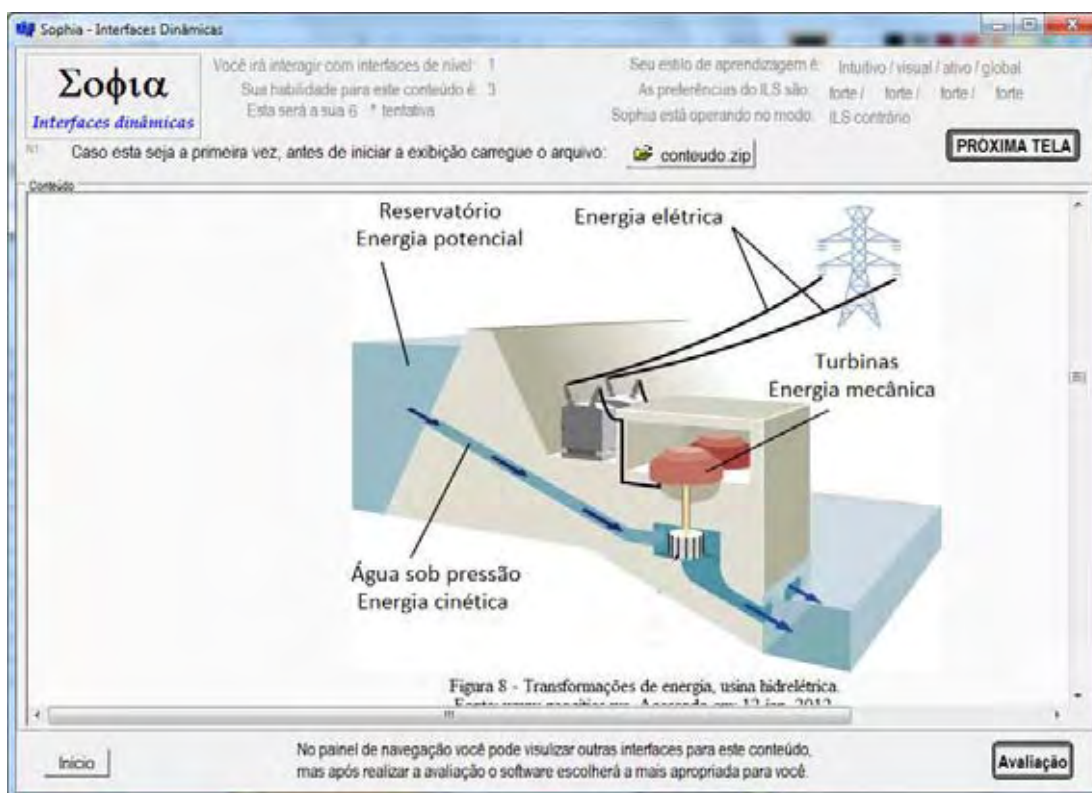 Sophia - Interfaces Dinâmicas
Σοφια
Interfaces dinâmicas
Você irá interagir com interfaces de nível: 1
Sua habilidade para este conteúdo é: 3
Esta será a sua 6 ª tentativa
Seu estilo de aprendizagem é: Intuitivo / visual / ativo / global
As preferências do ILS são: forte / forte / forte / forte
Sophia está operando no modo: ILS contrário
N1:
Caso esta seja a primeira vez, antes de iniciar a exibição carregue o arquivo:
conteudo.zip
PRÓXIMA TELA
Conteúdo
Reservatório
Energia potencial
Energia elétrica
Turbinas
Energia mecânica
Água sob pressão
Energia cinética
Figura 8 - Transformações de energia, usina hidrelétrica.
Início
No painel de navegação você pode visulizar outras interfaces para este conteúdo,
mas após realizar a avaliação o software escolherá a mais apropriada para você.
Avaliação